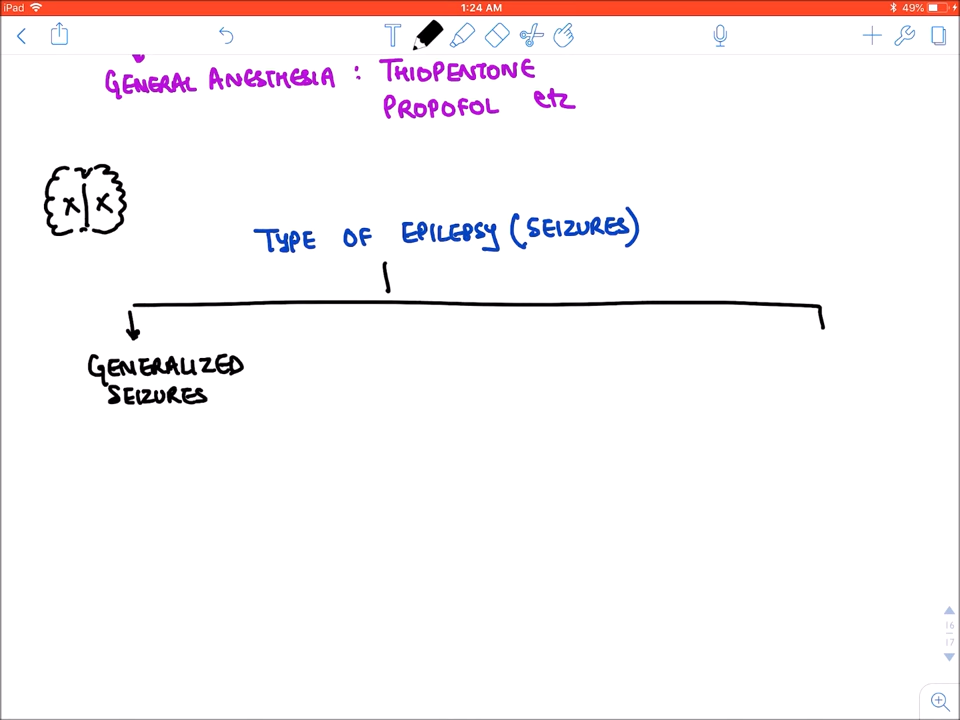 iPad 1:24 AM 49%
T
GENERAL ANESTHESIA : THIOPENTONE
PROPOFOL etz
X X
TYPE OF EPILEPSY (SEIZURES)
GENERALIZED
SEIZURES
16
17